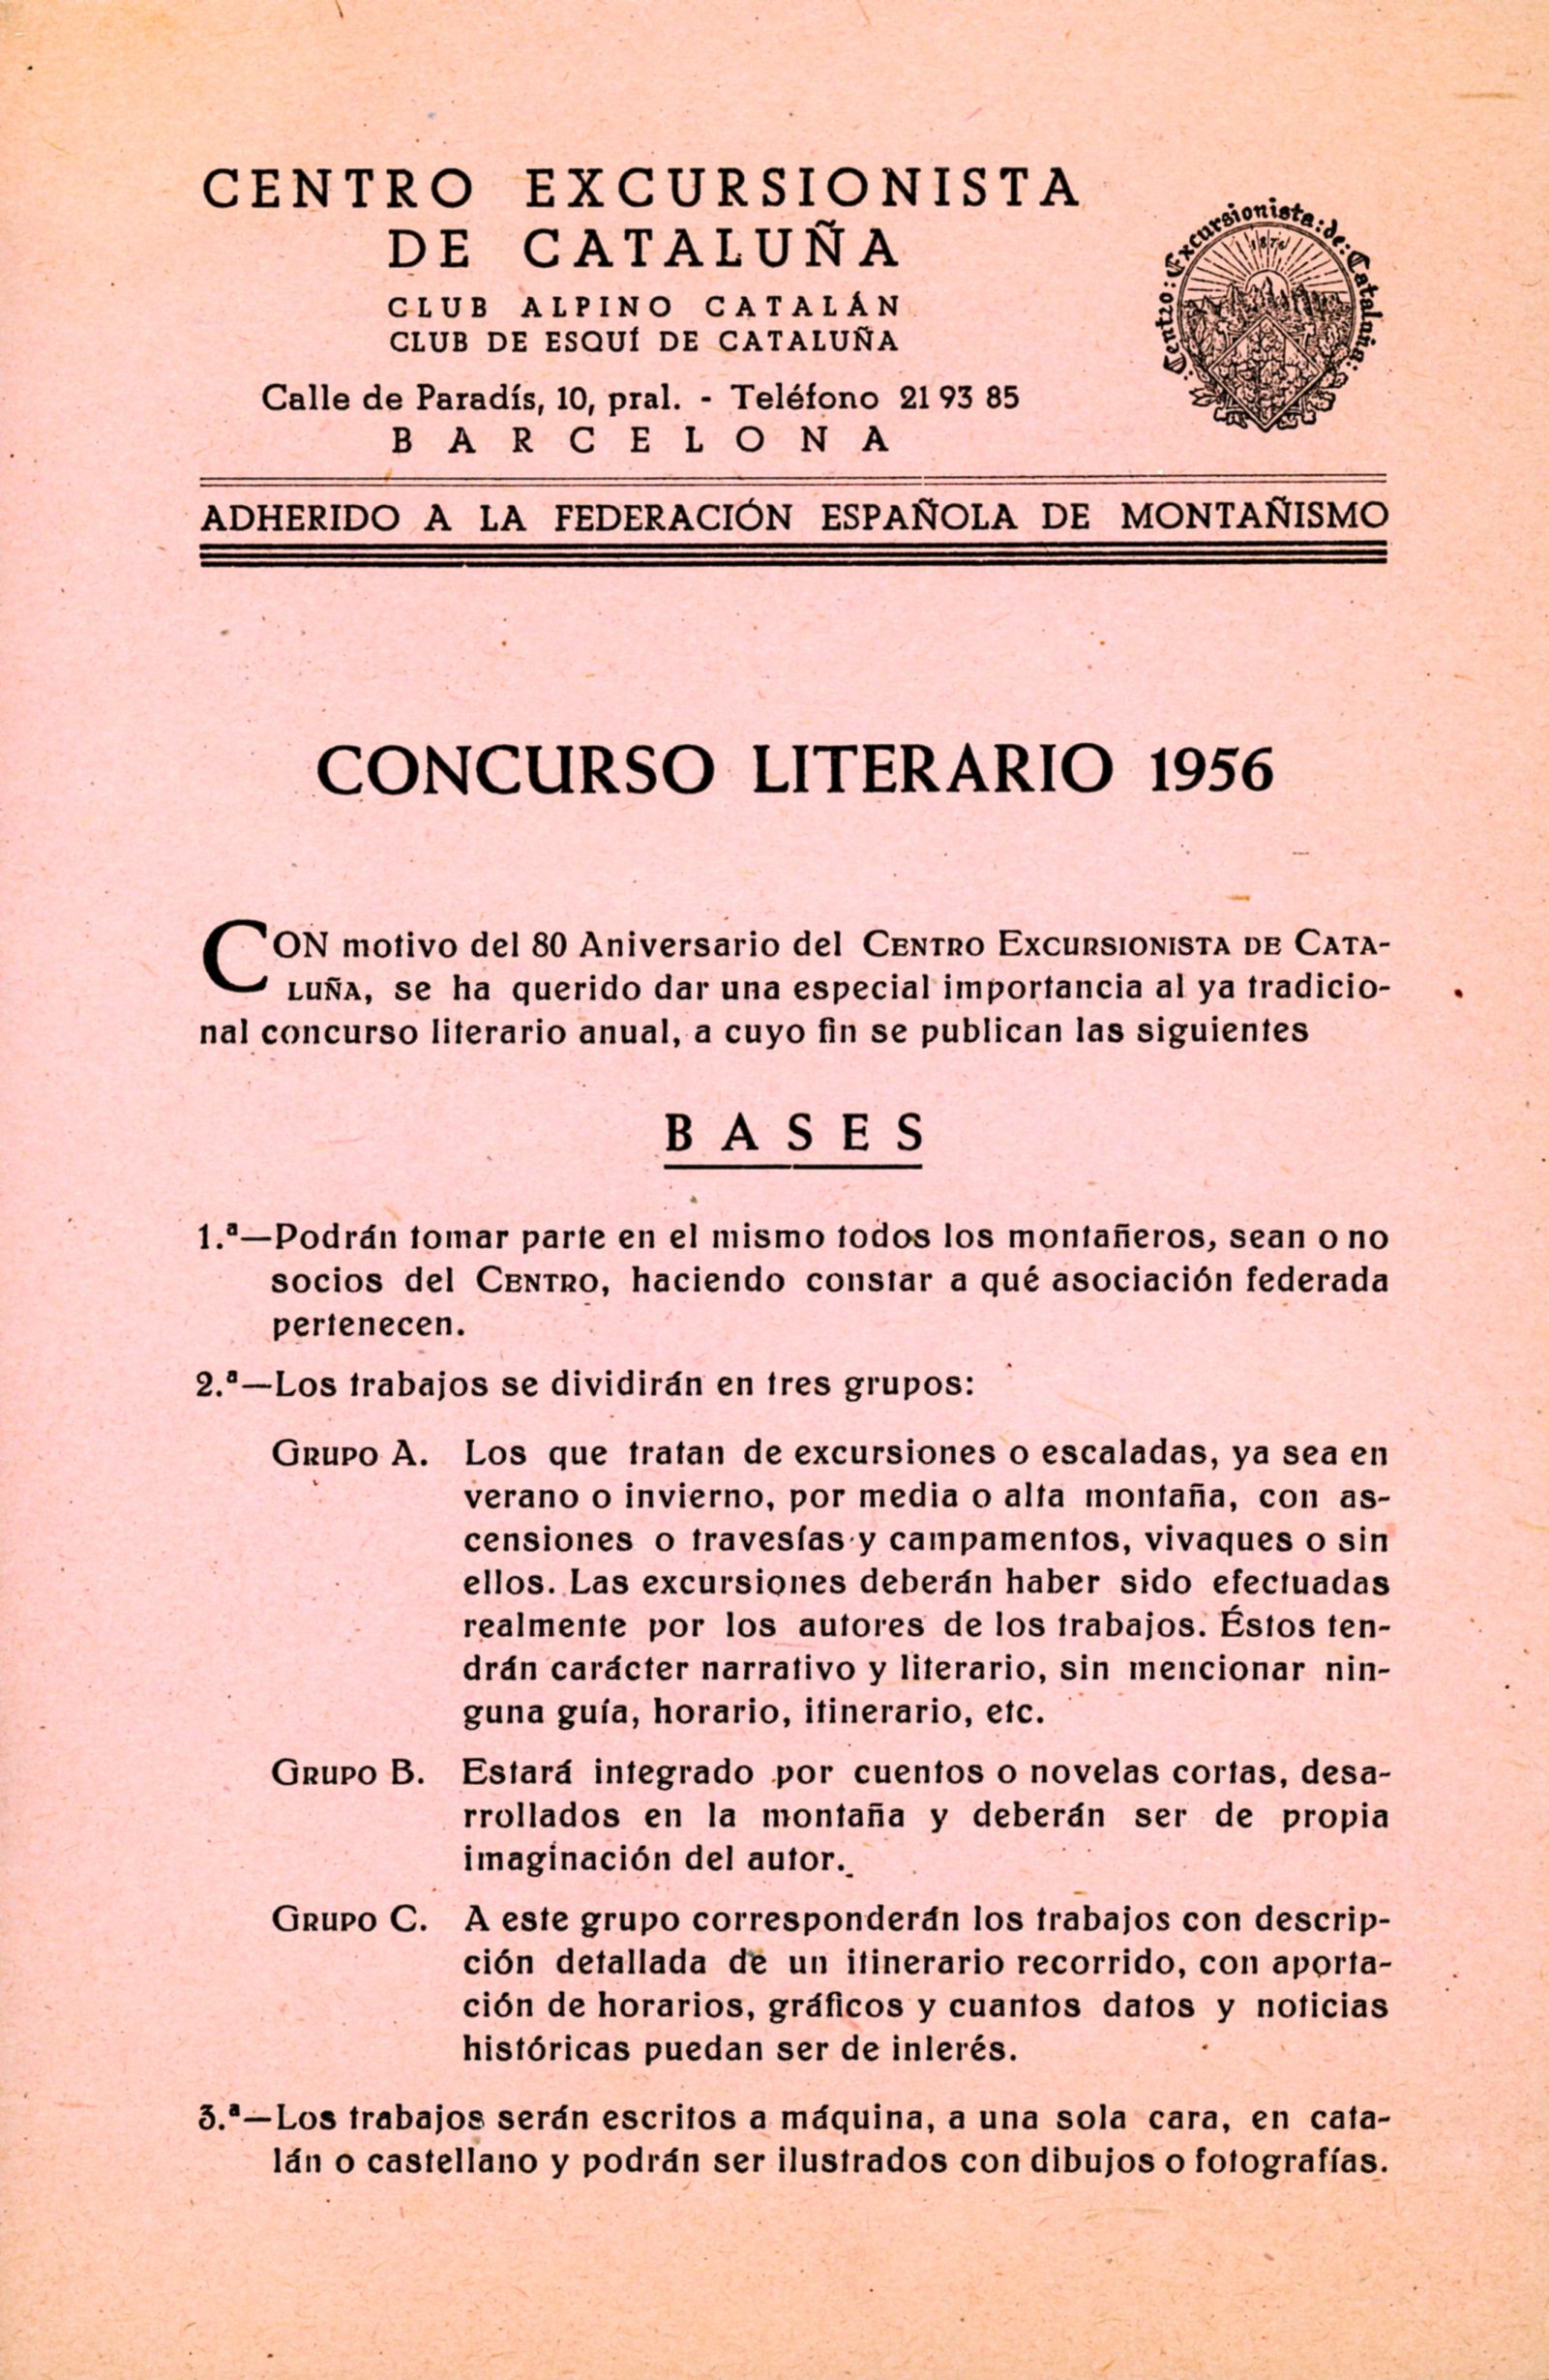 CENTRO EXCURSIONISTA
DE CATALUÑA
CLUB ALPINO CATALÁN
CLUB DE ESQUÍ DE CATALUÑA
Calle de Paradís, 10, pral. - Teléfono 21 93 85
BARCELONA
Centro: Excursionista: de: Cataluña:
1876
ADHERIDO A LA FEDERACIÓN ESPAÑOLA DE MONTAÑISMO
CONCURSO LITERARIO 1956
CON motivo del 80 Aniversario del CENTRO EXCURSIONISTA DE CATA-
LUÑA, se ha querido dar una especial importancia al ya tradicio-
nal concurso literario anual, a cuyo fin se publican las siguientes
BASES
1.ª—Podrán tomar parte en el mismo todos los montañeros, sean o no
socios del CENTRO, haciendo constar a qué asociación federada
pertenecen.
2.ª—Los trabajos se dividirán en tres grupos:
GRUPO A. Los que tratan de excursiones o escaladas, ya sea en
verano o invierno, por media o alta montaña, con as-
censiones o travesías y campamentos, vivaques o sin
ellos. Las excursiones deberán haber sido efectuadas
realmente por los autores de los trabajos. Éstos ten-
drán carácter narrativo y literario, sin mencionar nin-
guna guía, horario, itinerario, etc.
GRUPO B. Estará integrado por cuentos o novelas cortas, desa-
rrollados en la montaña y deberán ser de propia
imaginación del autor.
GRUPO C. A este grupo corresponderán los trabajos con descrip-
ción detallada de un itinerario recorrido, con aporta-
ción de horarios, gráficos y cuantos datos y noticias
históricas puedan ser de interés.
3.ª—Los trabajos serán escritos a máquina, a una sola cara, en cata-
lán o castellano y podrán ser ilustrados con dibujos o fotografías.